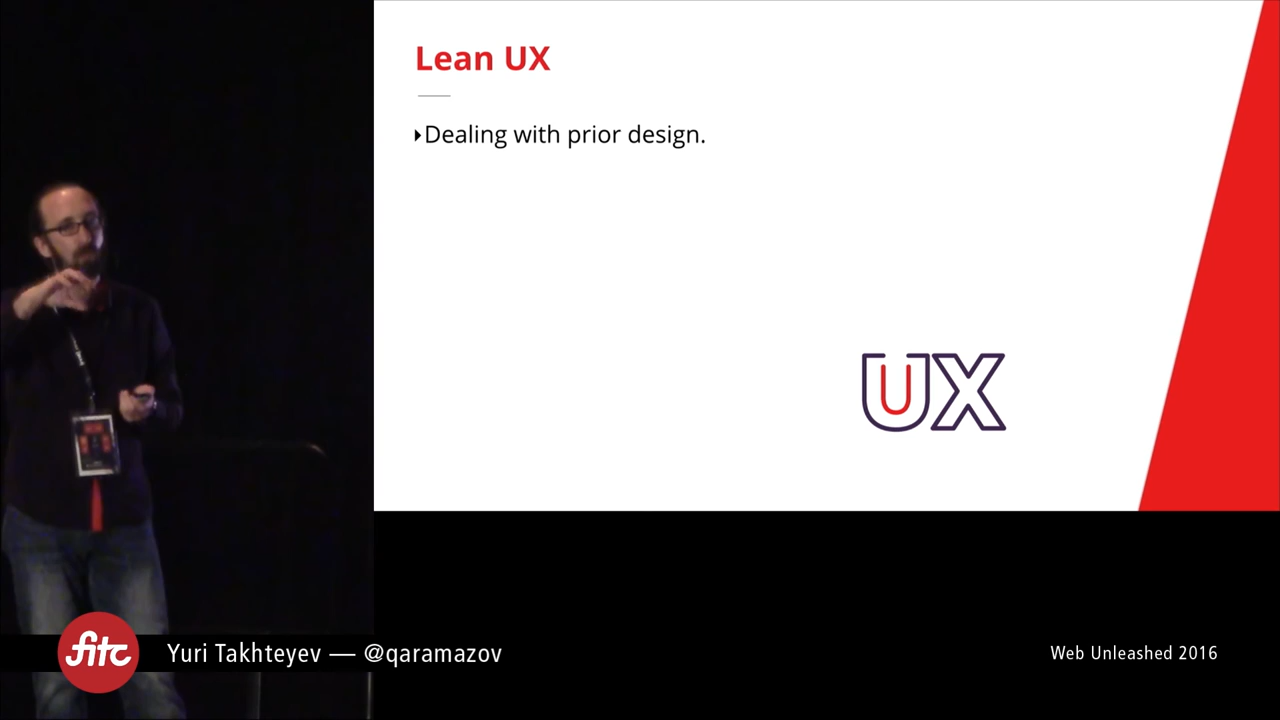 Lean UX
Dealing with prior design.
UX
fitc
Yuri Takhteyev — @qaramazov
Web Unleashed 2016